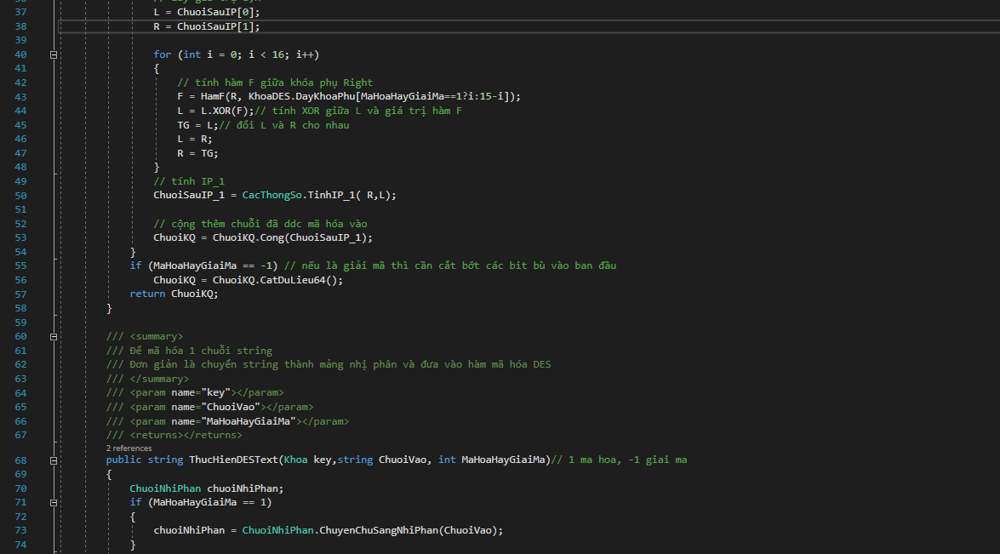 37 L = ChuoiSauIP[0];
38 R = ChuoiSauIP[1];
39
40 for (int i = 0; i < 16; i++)
41 {
42 // tính hàm F giữa khóa phụ Right
43 F = HamF(R, KhoaDES.DayKhoaPhu[MaHoaHayGiaiMa==1?i:15-i]);
44 L = L.XOR(F);// tính XOR giữa L và giá trị hàm F
45 TG = L;// đổi L và R cho nhau
46 L = R;
47 R = TG;
48 }
49 // tính IP_1
50 ChuoiSauIP_1 = CacThongSo.TinhIP_1( R,L);
51
52 // cộng thêm chuỗi đã ddc mã hóa vào
53 ChuoiKQ = ChuoiKQ.Cong(ChuoiSauIP_1);
54 }
55 if (MaHoaHayGiaiMa == -1) // nếu là giải mã thì cần cắt bớt các bit bù vào ban đầu
56 ChuoiKQ = ChuoiKQ.CatDuLieu64();
57 return ChuoiKQ;
58 }
59
60 /// <summary>
61 /// Để mã hóa 1 chuỗi string
62 /// Đơn giản là chuyển string thành mảng nhị phân và đưa vào hàm mã hóa DES
63 /// </summary>
64 /// <param name="key"></param>
65 /// <param name="ChuoiVao"></param>
66 /// <param name="MaHoaHayGiaiMa"></param>
67 /// <returns></returns>
2 references
68 public string ThucHienDESText(Khoa key,string ChuoiVao, int MaHoaHayGiaiMa)// 1 ma hoa, -1 giai ma
69 {
70 ChuoiNhiPhan chuoiNhiPhan;
71 if (MaHoaHayGiaiMa == 1)
72 {
73 chuoiNhiPhan = ChuoiNhiPhan.ChuyenChuSangNhiPhan(ChuoiVao);
74 }